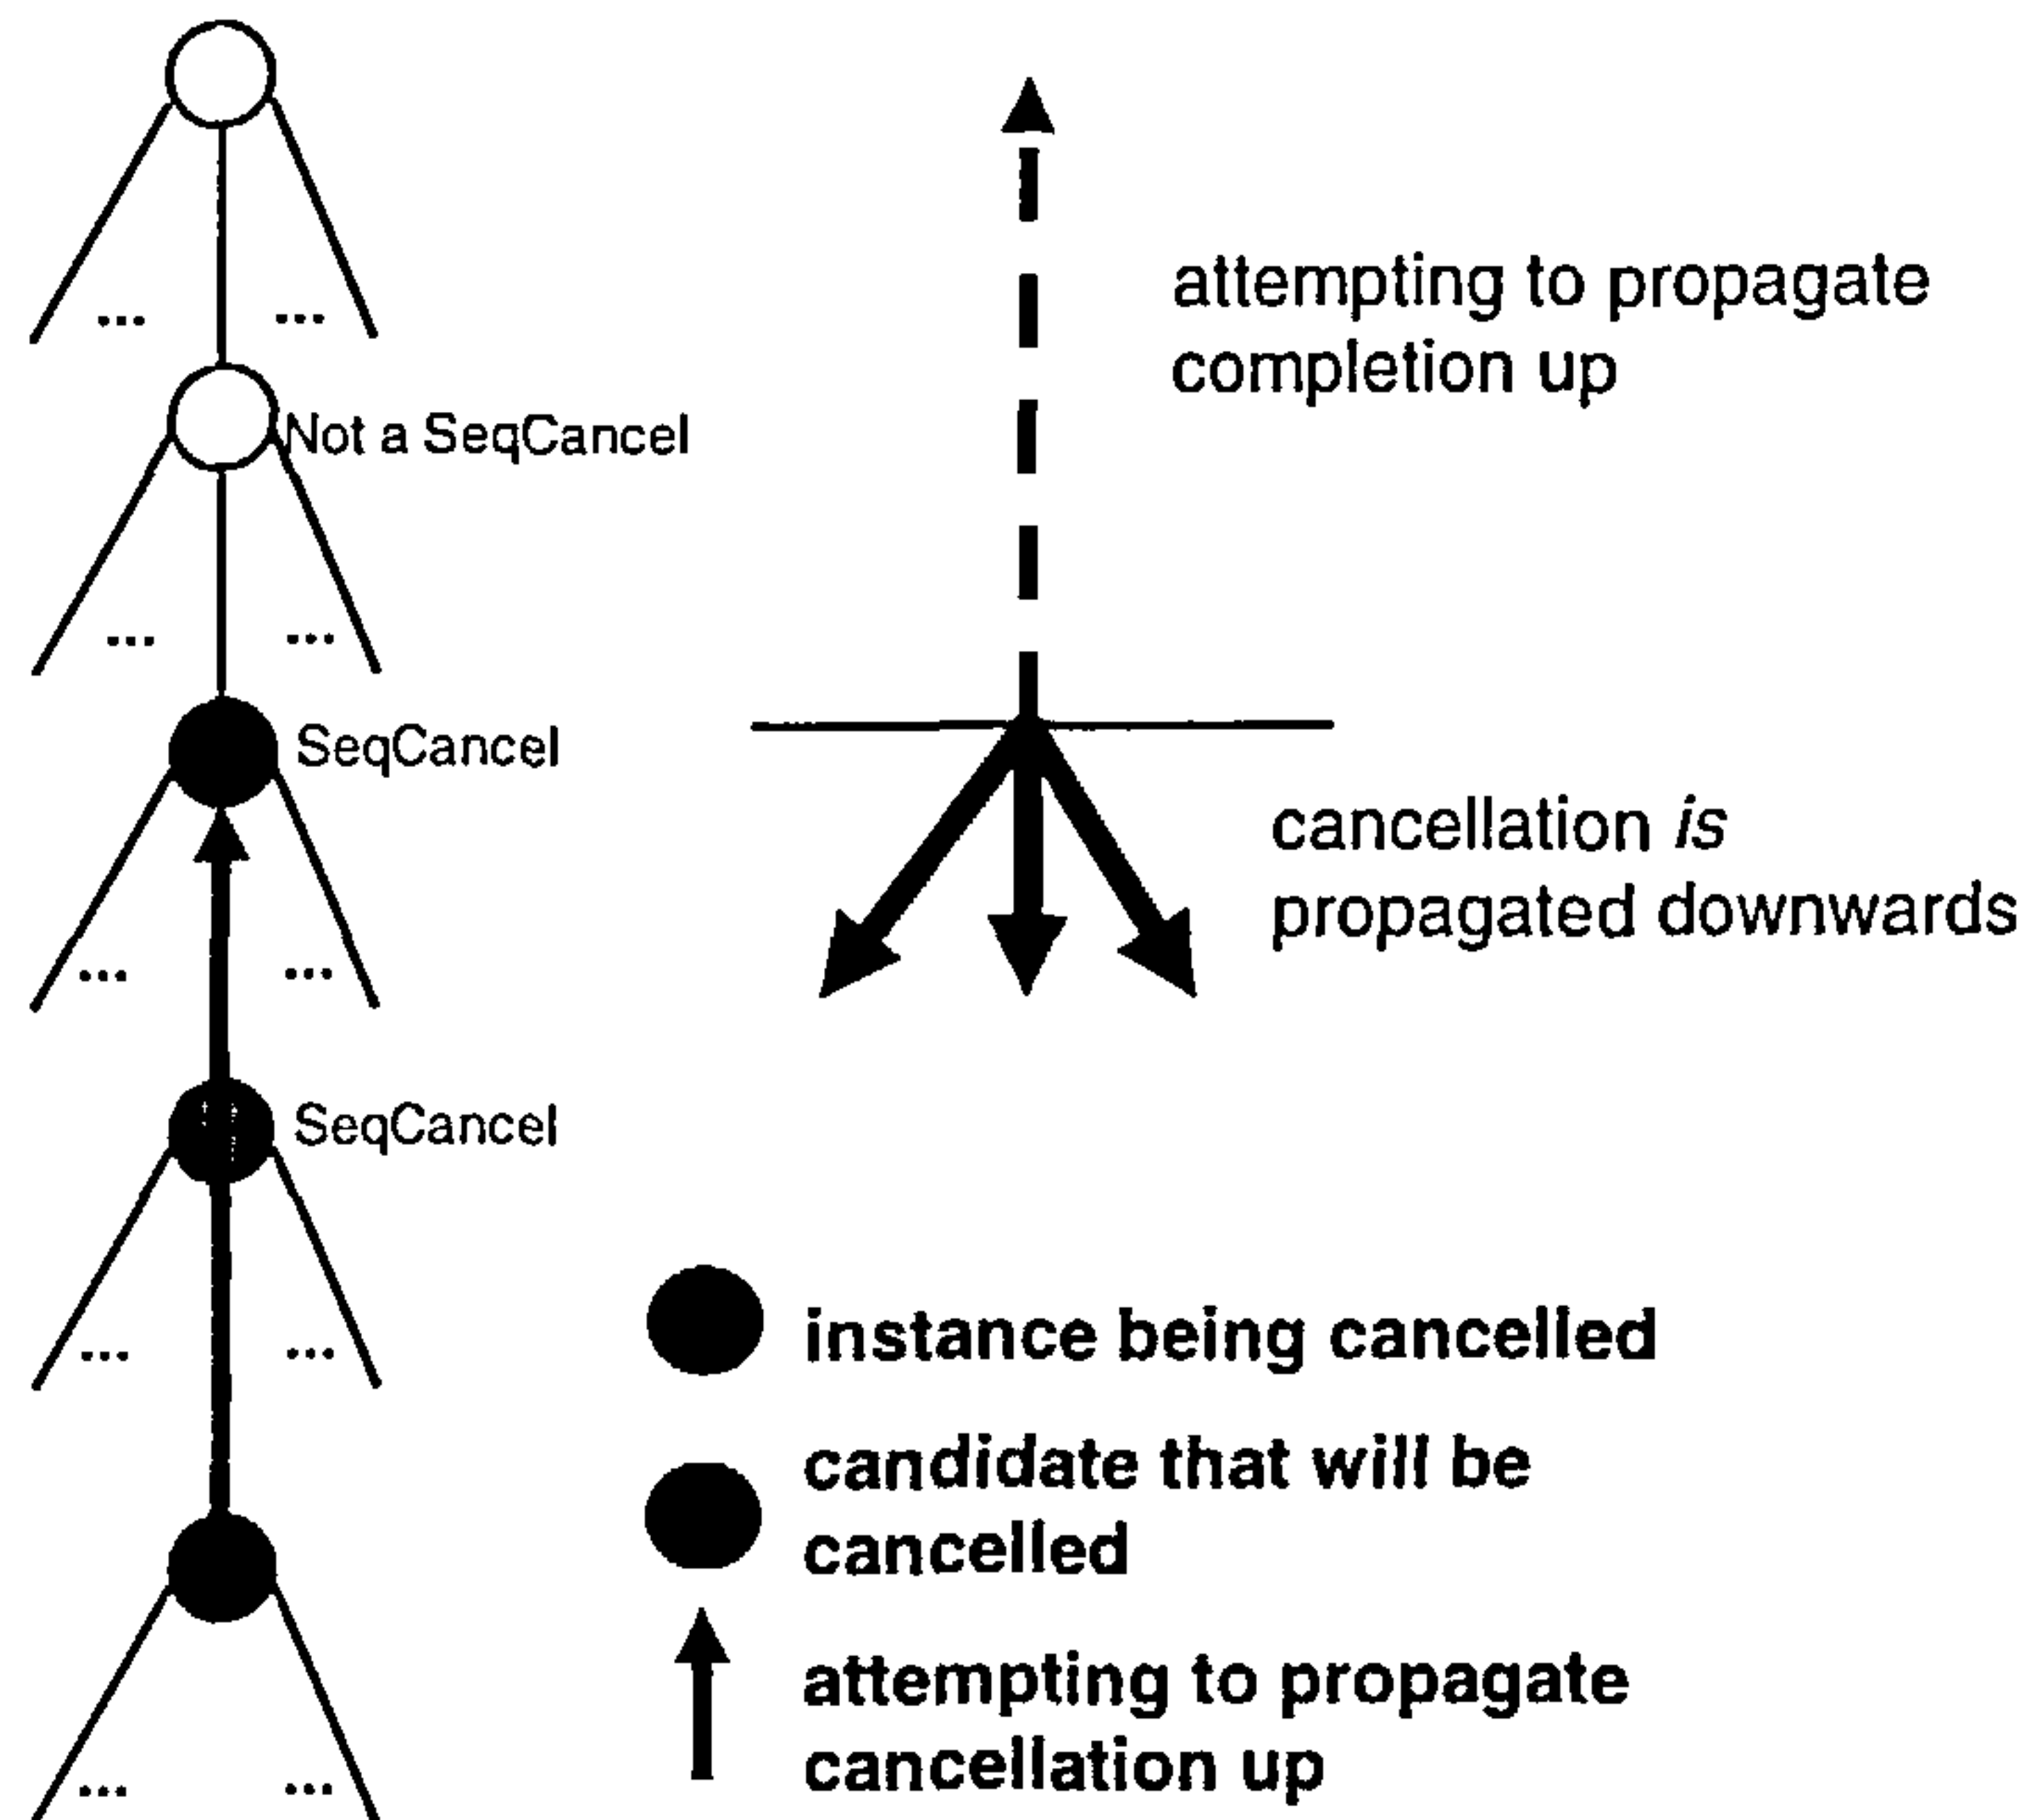 attempting to propagate
completion up
... ...
Not a SeqCancel
... ...
SeqCancel
cancellation is
propagated downwards
... ...
SeqCancel
instance being cancelled
... ...
candidate that will be
cancelled
attempting to propagate
cancellation up
... ...